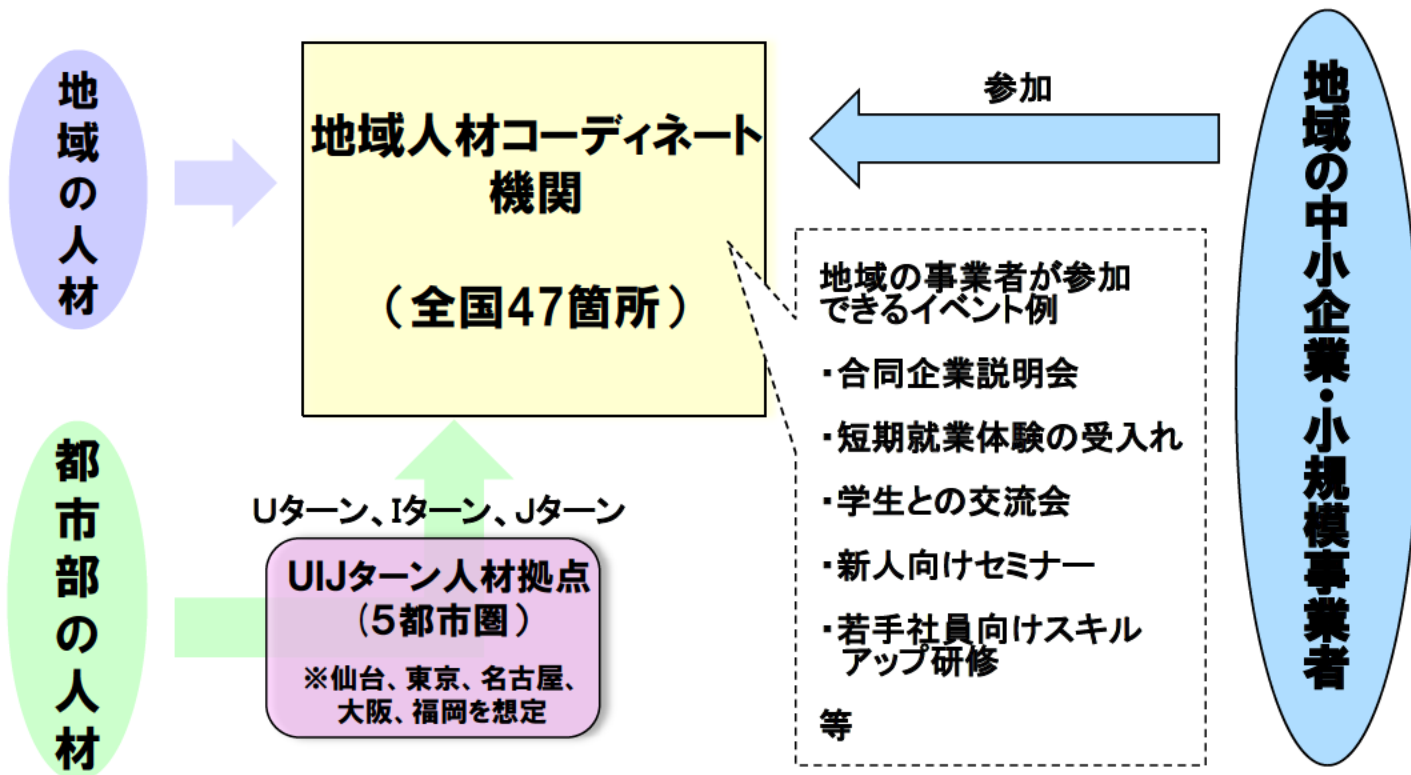 地域の人材
地域人材コーディネート
機関
（全国47箇所）
参加
地域の中小企業・小規模事業者
地域の事業者が参加
できるイベント例
・合同企業説明会
・短期就業体験の受入れ
・学生との交流会
・新人向けセミナー
・若手社員向けスキル
アップ研修
等
都市部の人材
Uターン、Iターン、Jターン
UIJターン人材拠点
（5都市圏）
※仙台、東京、名古屋、
大阪、福岡を想定